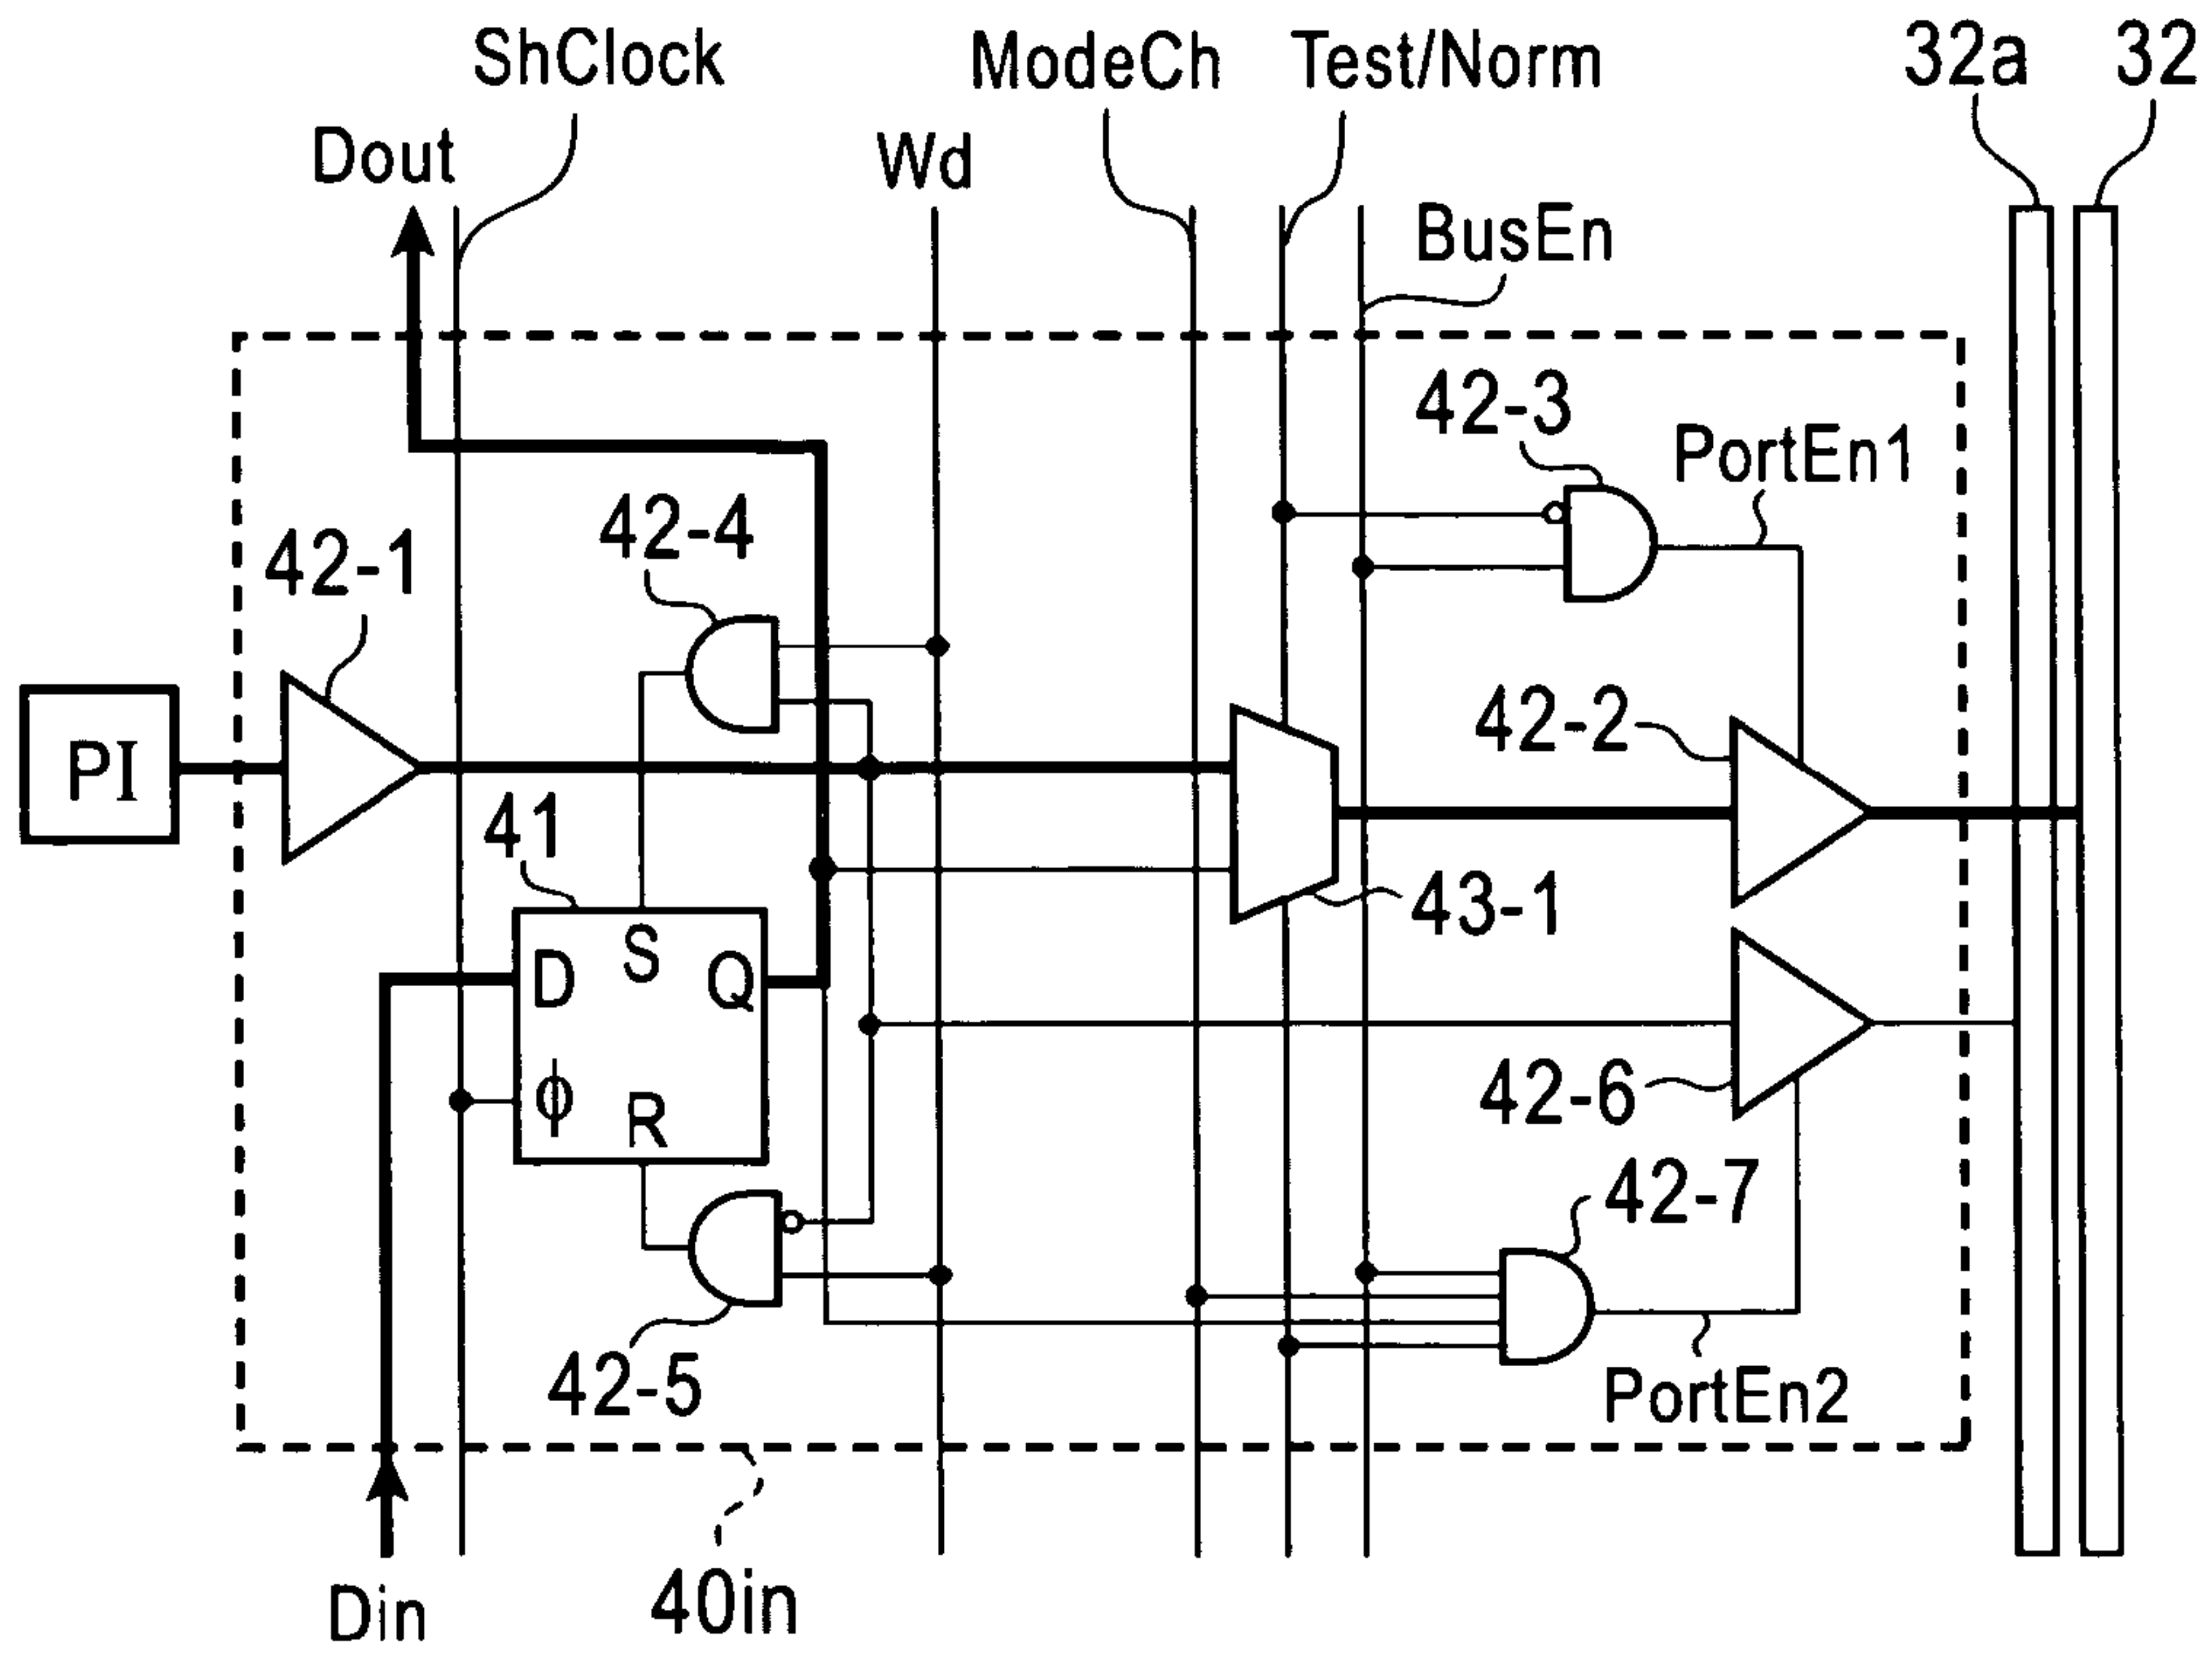 ShClock
ModeCh
Test/Norm
32a
32
Dout
Wd
BusEn
42-3
PortEn1
42-4
42-1
42-2
PI
41
43-1
S
D
Q
ϕ
R
42-6
42-7
42-5
PortEn2
40in
Din